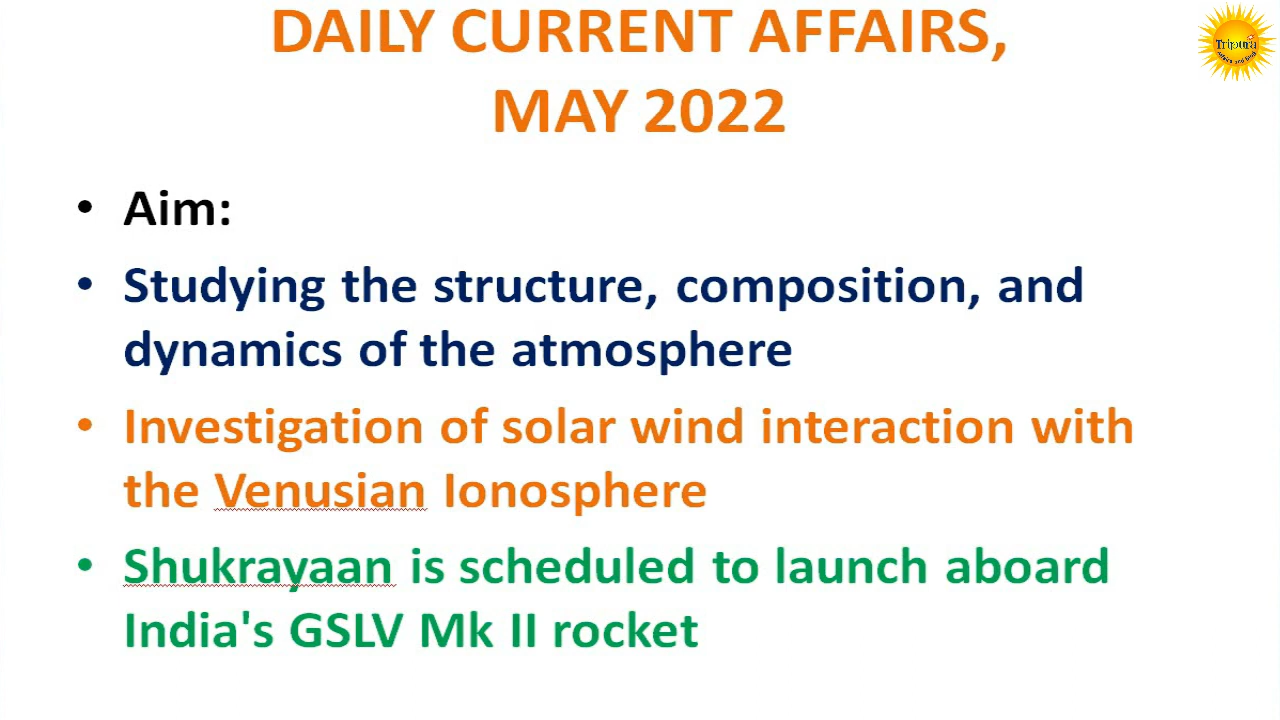 DAILY CURRENT AFFAIRS,
MAY 2022
Tripura
• Aim:
• Studying the structure, composition, and
dynamics of the atmosphere
• Investigation of solar wind interaction with
the Venusian Ionosphere
• Shukrayaan is scheduled to launch aboard
India's GSLV Mk II rocket